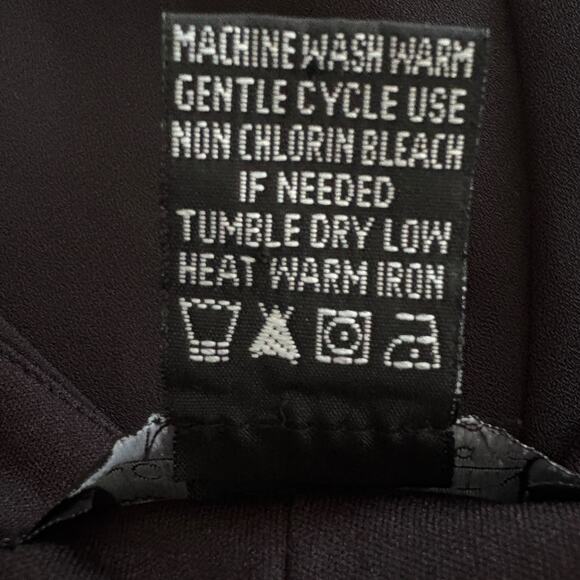 MACHINE WASH WARM
GENTLE CYCLE USE
NON CHLORIN BLEACH
IF NEEDED
TUMBLE DRY LOW
HEAT WARM IRON